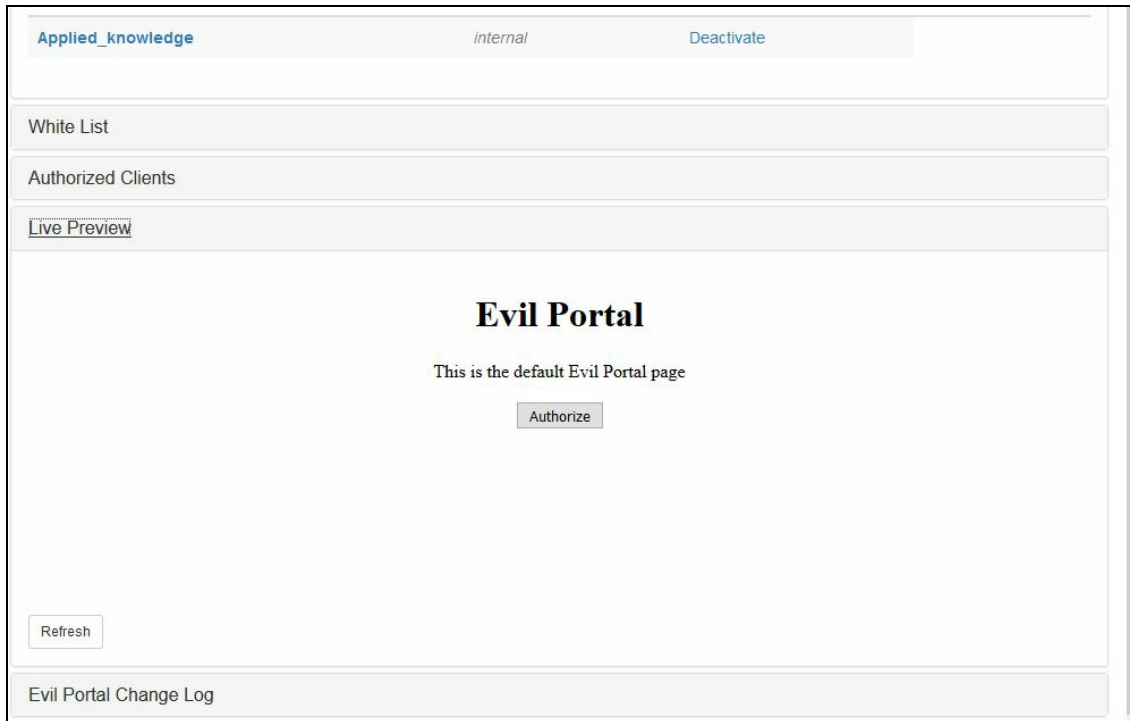 Applied_knowledge internal Deactivate
White List
Authorized Clients
Live Preview
Evil Portal
This is the default Evil Portal page
Authorize
Refresh
Evil Portal Change Log